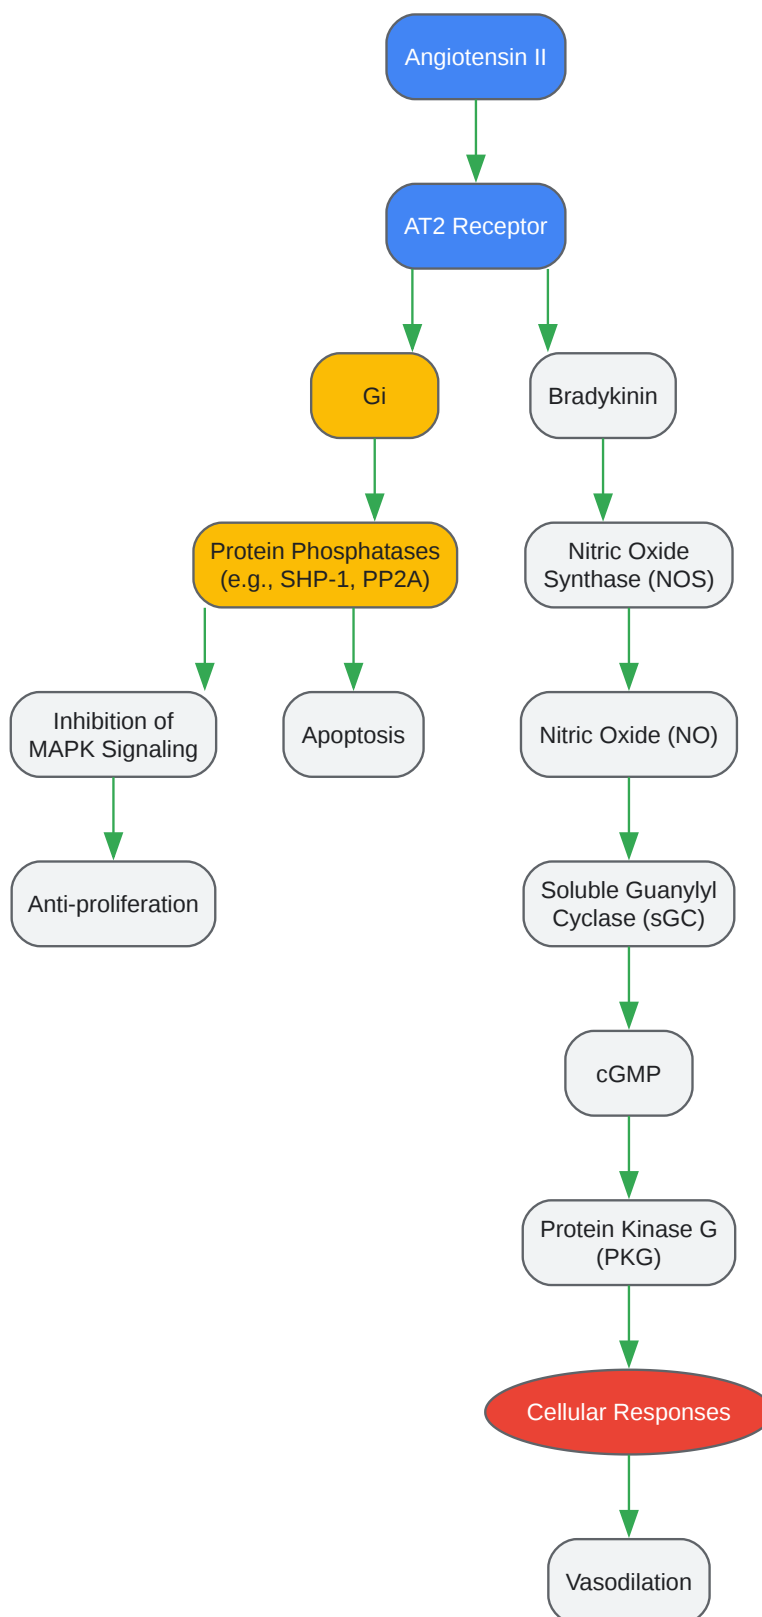 Angiotensin II
AT2 Receptor
Gi
Bradykinin
Protein Phosphatases
(e.g., SHP-1, PP2A)
Nitric Oxide
Synthase (NOS)
Inhibition of
MAPK Signaling
Apoptosis
Nitric Oxide (NO)
Anti-proliferation
Soluble Guanylyl
Cyclase (sGC)
cGMP
Protein Kinase G
(PKG)
Cellular Responses
Vasodilation